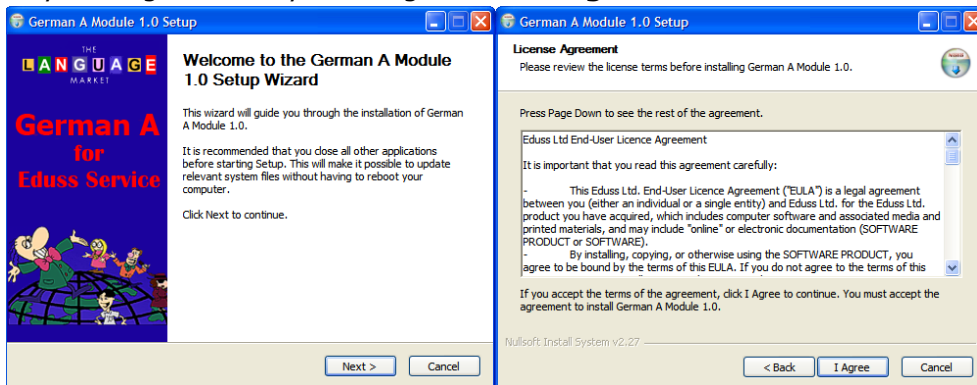 German A Module 1.0 Setup
THE
LANGUAGE
MARKET
German A
for
Eduss Service
Welcome to the German A Module
1.0 Setup Wizard
This wizard will guide you through the installation of German
A Module 1.0.
It is recommended that you close all other applications
before starting Setup. This will make it possible to update
relevant system files without having to reboot your
computer.
Click Next to continue.
Next >
Cancel
German A Module 1.0 Setup
License Agreement
Please review the license terms before installing German A Module 1.0.
Press Page Down to see the rest of the agreement.
Eduss Ltd End-User Licence Agreement
It is important that you read this agreement carefully:
- This Eduss Ltd. End-User Licence Agreement ("EULA") is a legal agreement
between you (either an individual or a single entity) and Eduss Ltd. for the Eduss Ltd.
product you have acquired, which includes computer software and associated media and
printed materials, and may include "online" or electronic documentation (SOFTWARE
PRODUCT or SOFTWARE).
- By installing, copying, or otherwise using the SOFTWARE PRODUCT, you
agree to be bound by the terms of this EULA. If you do not agree to the terms of this
If you accept the terms of the agreement, click I Agree to continue. You must accept the
agreement to install German A Module 1.0.
Nullsoft Install System v2.27
< Back
I Agree
Cancel